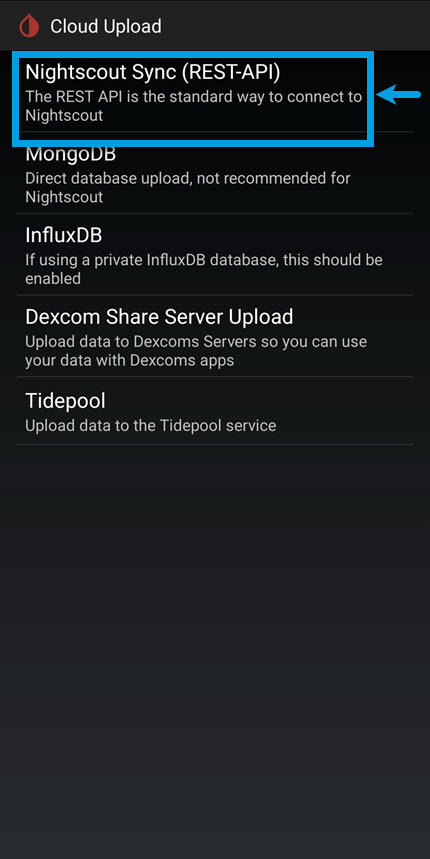 Cloud Upload
Nightscout Sync (REST-API)
The REST API is the standard way to connect to
Nightscout
MongoDB
Direct database upload, not recommended for
Nightscout
InfluxDB
If using a private InfluxDB database, this should be
enabled
Dexcom Share Server Upload
Upload data to Dexcoms Servers so you can use
your data with Dexcoms apps
Tidepool
Upload data to the Tidepool service